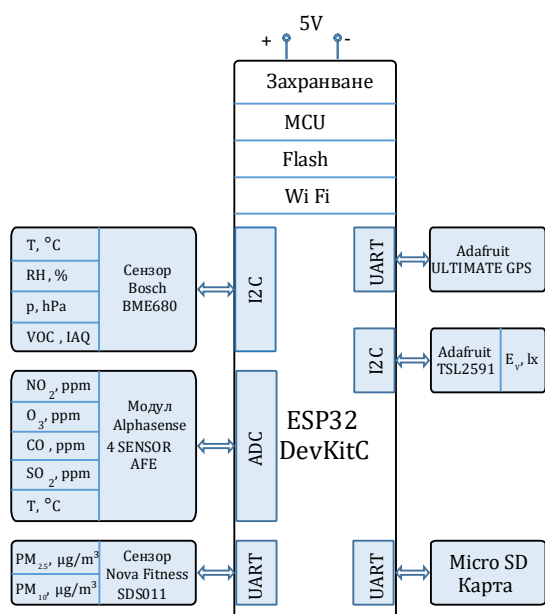 5V
+ -
Захранване
MCU
Flash
Wi Fi
T, °C
RH, %
p, hPa
VOC , IAQ
Сензор
Bosch
BME680
I2C
UART
Adafruit
ULTIMATE GPS
I2C
Adafruit
TSL2591
Eᵥ, lx
NO₂, ppm
O₃, ppm
CO , ppm
SO₂, ppm
T, °C
Модул
Alphasense
4 SENSOR
AFE
ADC
ESP32
DevKitC
PM₂.₅, µg/m³
PM₁₀, µg/m³
Сензор
Nova Fitness
SDS011
UART
UART
Micro SD
Карта